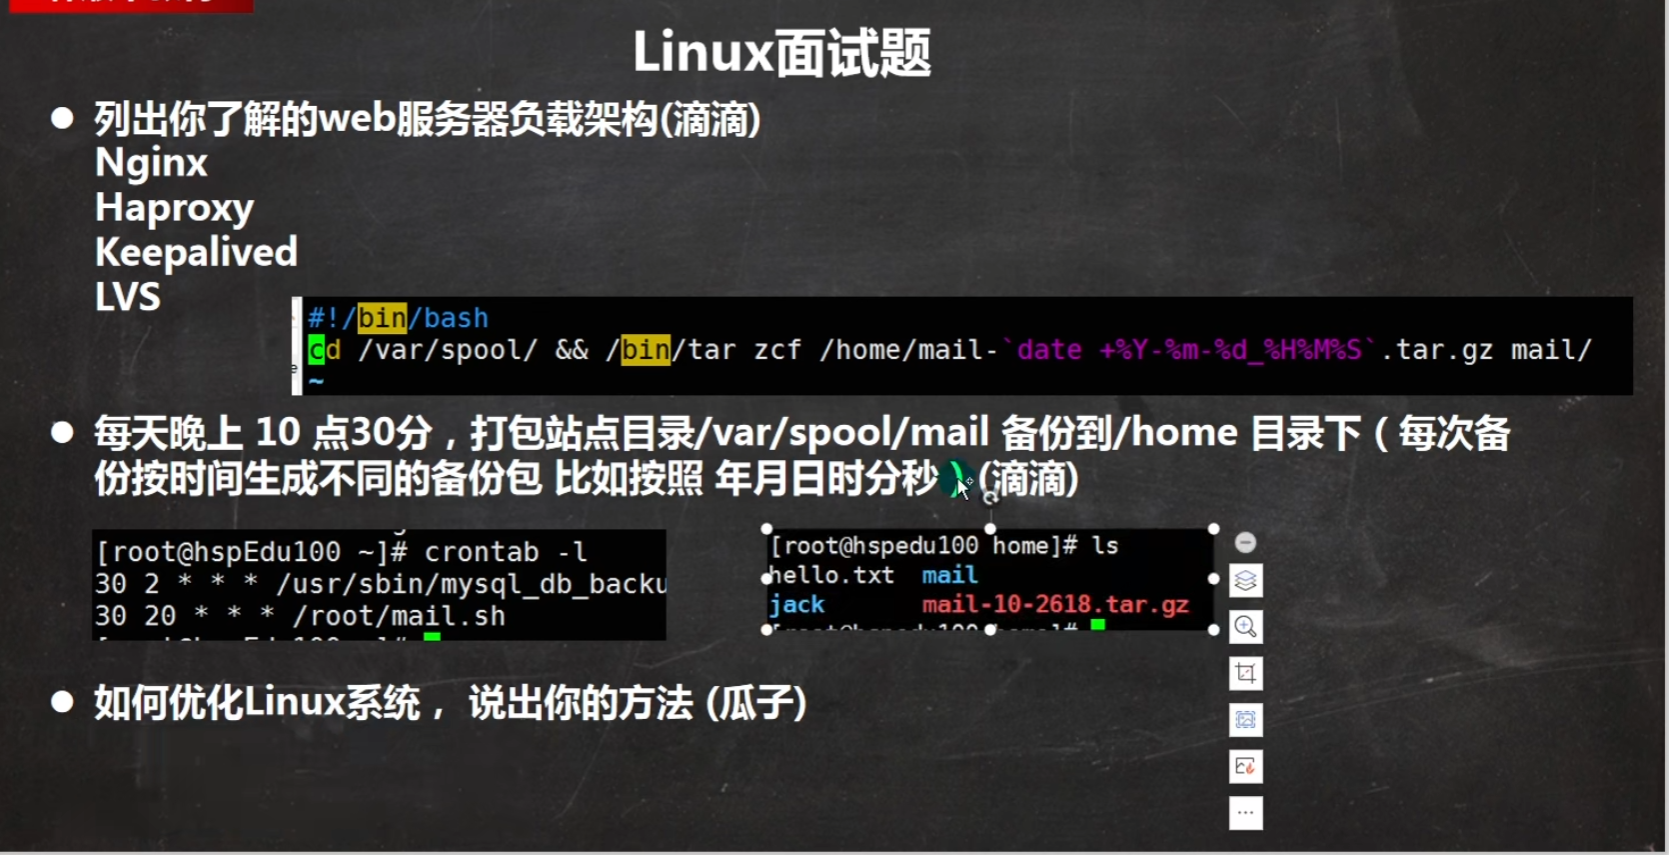 Linux面试题
● 列出你了解的web服务器负载架构(滴滴)
Nginx
Haproxy
Keepalived
LVS
#!/bin/bash
cd /var/spool/ && /bin/tar zcf /home/mail-`date +%Y-%m-%d_%H%M%S`.tar.gz mail/
~
● 每天晚上 10 点30分，打包站点目录/var/spool/mail 备份到/home 目录下（每次备
份按时间生成不同的备份包 比如按照 年月日时分秒）(滴滴)
[root@hspEdu100 ~]# crontab -l
30 2 * * * /usr/sbin/mysql_db_backu
30 20 * * * /root/mail.sh
[root@hspedu100 home]# ls
hello.txt mail
jack mail-10-2618.tar.gz
● 如何优化Linux系统， 说出你的方法 (瓜子)